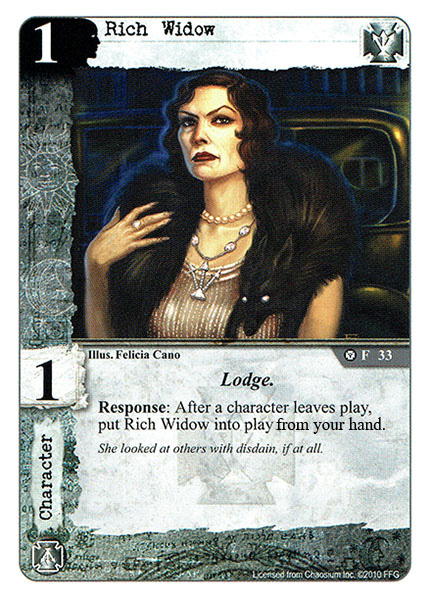 1
Rich Widow
Illus. Felicia Cano
F 33
1
Lodge.
Response: After a character leaves play,
put Rich Widow into play from your hand.
She looked at others with disdain, if at all.
Character
Licensed from Chaosium Inc. ©2010 FFG